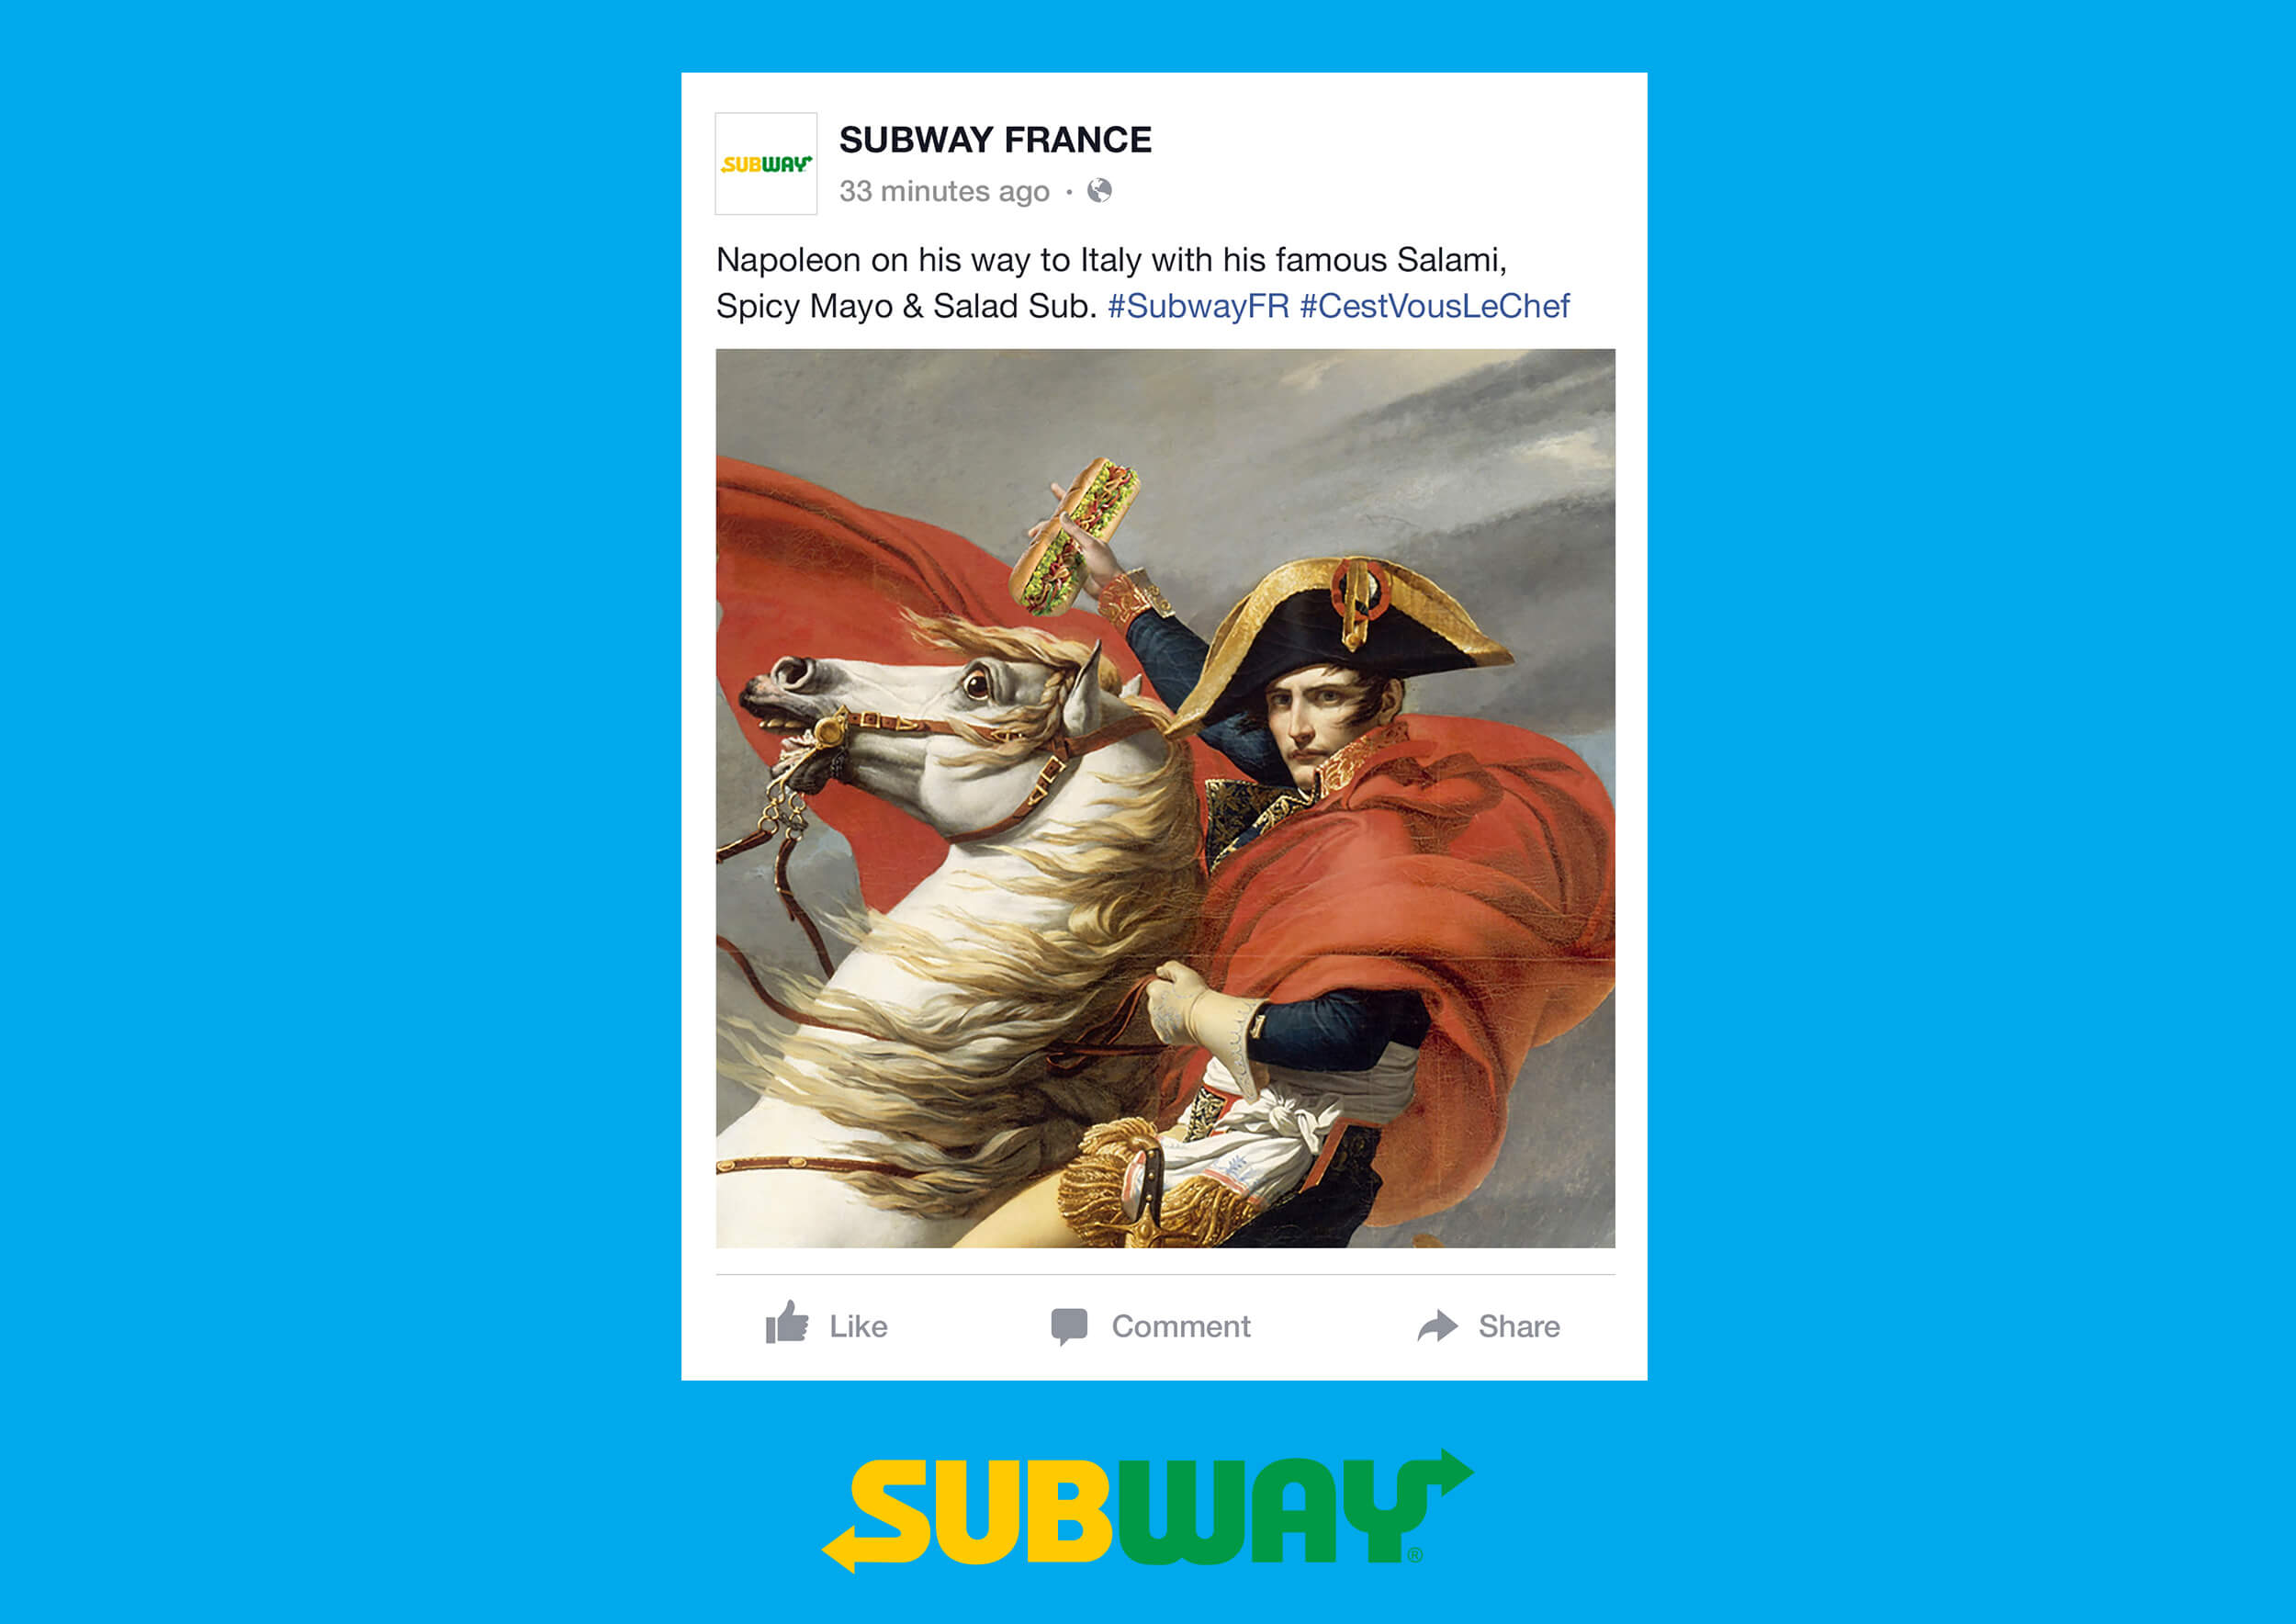 SUBWAY
SUBWAY FRANCE
33 minutes ago ·
Napoleon on his way to Italy with his famous Salami,
Spicy Mayo & Salad Sub. #SubwayFR #CestVousLeChef
Like Comment Share
SUBWAY®